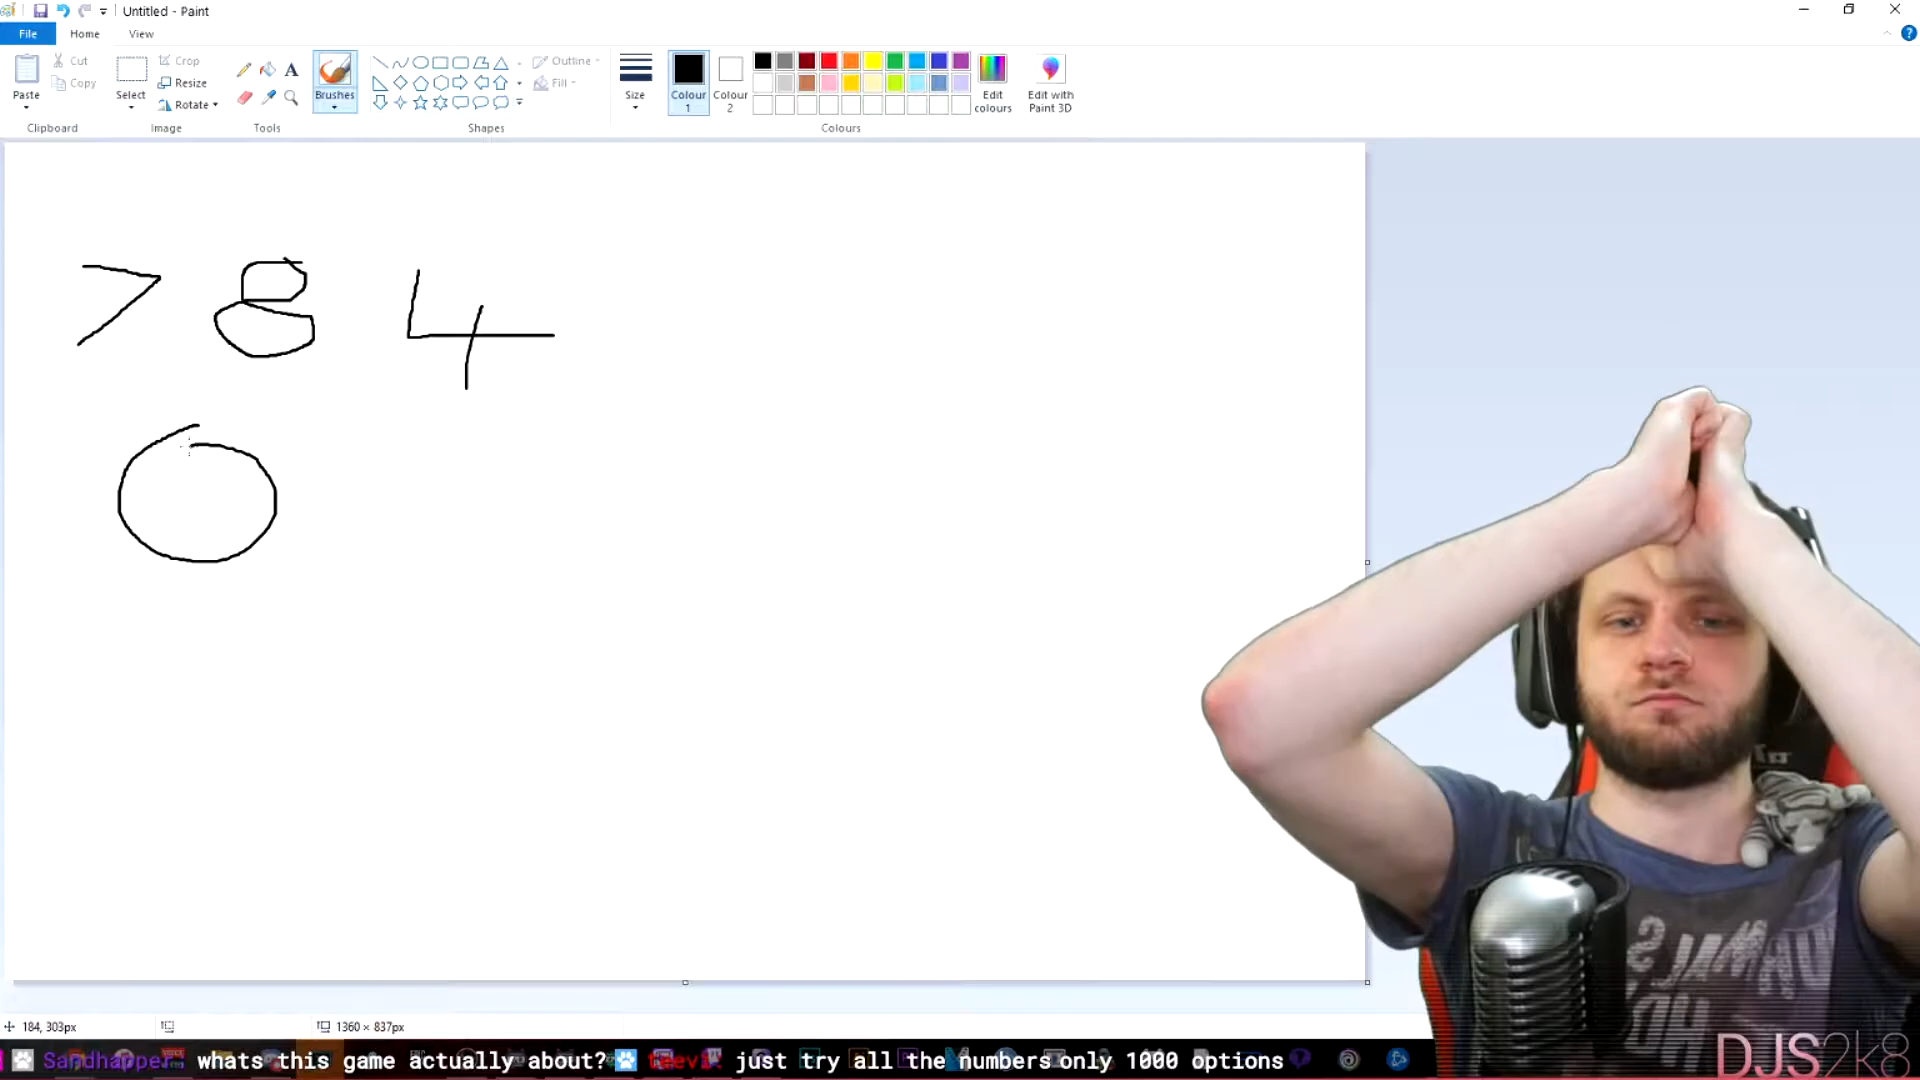 Untitled - Paint
File Home View
Paste Cut Copy Select Crop Resize Rotate Brushes Outline Fill Size Colour 1 Colour 2 Edit colours Edit with Paint 3D
Clipboard Image Tools Shapes Colours
7 8 4
0
184, 303px 1360 × 837px
Sandhapper: whats this game actually about? just try all the numbers only 1000 options
DJS2k8